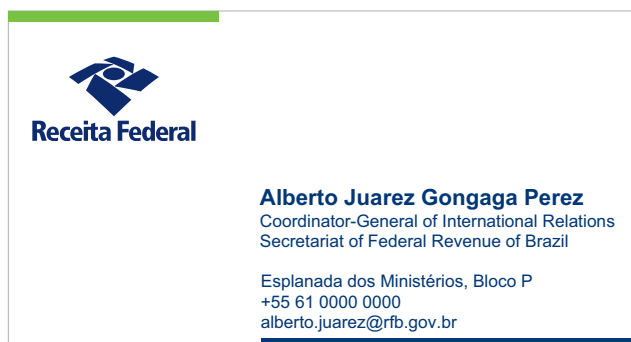 Receita Federal
Alberto Juarez Gongaga Perez
Coordinator-General of International Relations
Secretariat of Federal Revenue of Brazil
Esplanada dos Ministérios, Bloco P
+55 61 0000 0000
alberto.juarez@rfb.gov.br